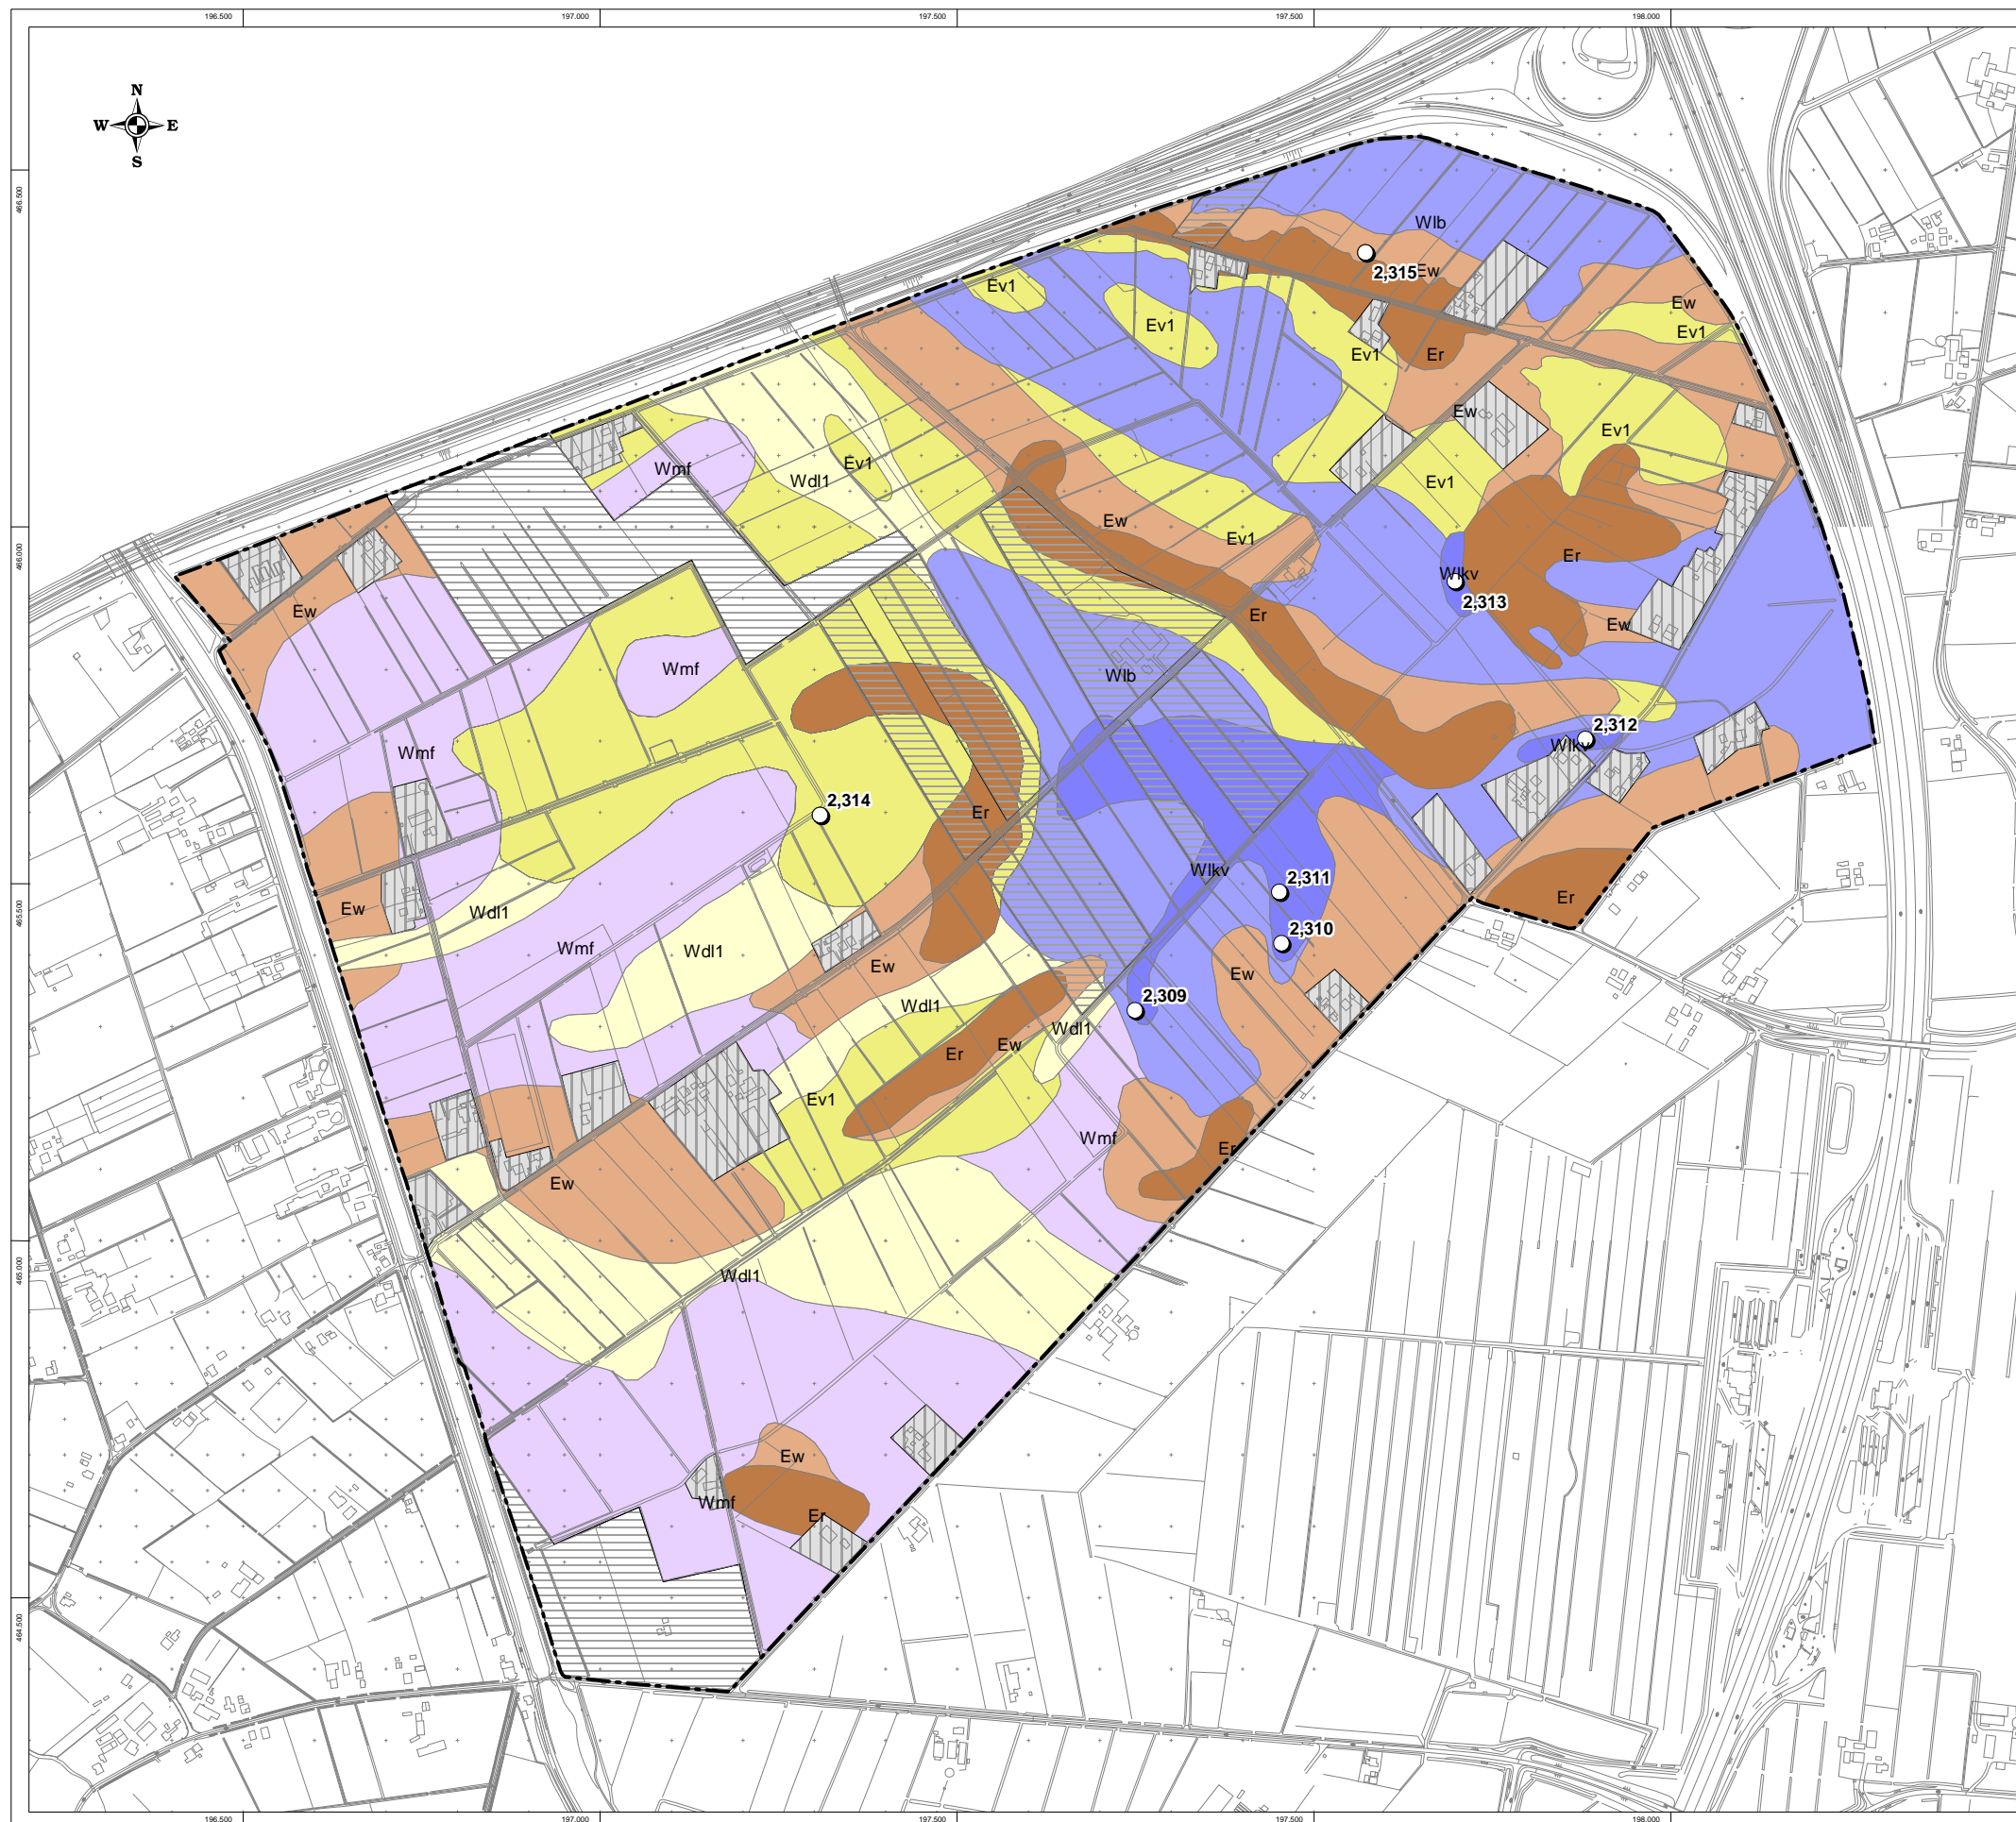 196.500 197.000 197.500 197.500 198.000
N
W E
S
466.500
Wlb
2,315 Ew
Ev1
Ew
Ev1
Ev1
Ev1
Er
Ew
Ev1
Wmf
Ev1
Wdl1
Ev1
Ew
Ev1
466.000
Er
Wlkv
2,313
Ew
Er
Ew
Wmf
Wlb
2,312
Wlkv
Wmf
2,314
Er
Wlkv
2,311
Er
Ew
Wdl1
465.500
2,310
Wmf
Wdl1
Ew
Ew
2,309
Wdl1
Wdl1
Ew
Er
Ev1
Wmf
Er
Ew
465.000
Wdl1
Ew
Wmf
Er
464.500
196.500 197.000 197.500 197.500 198.000